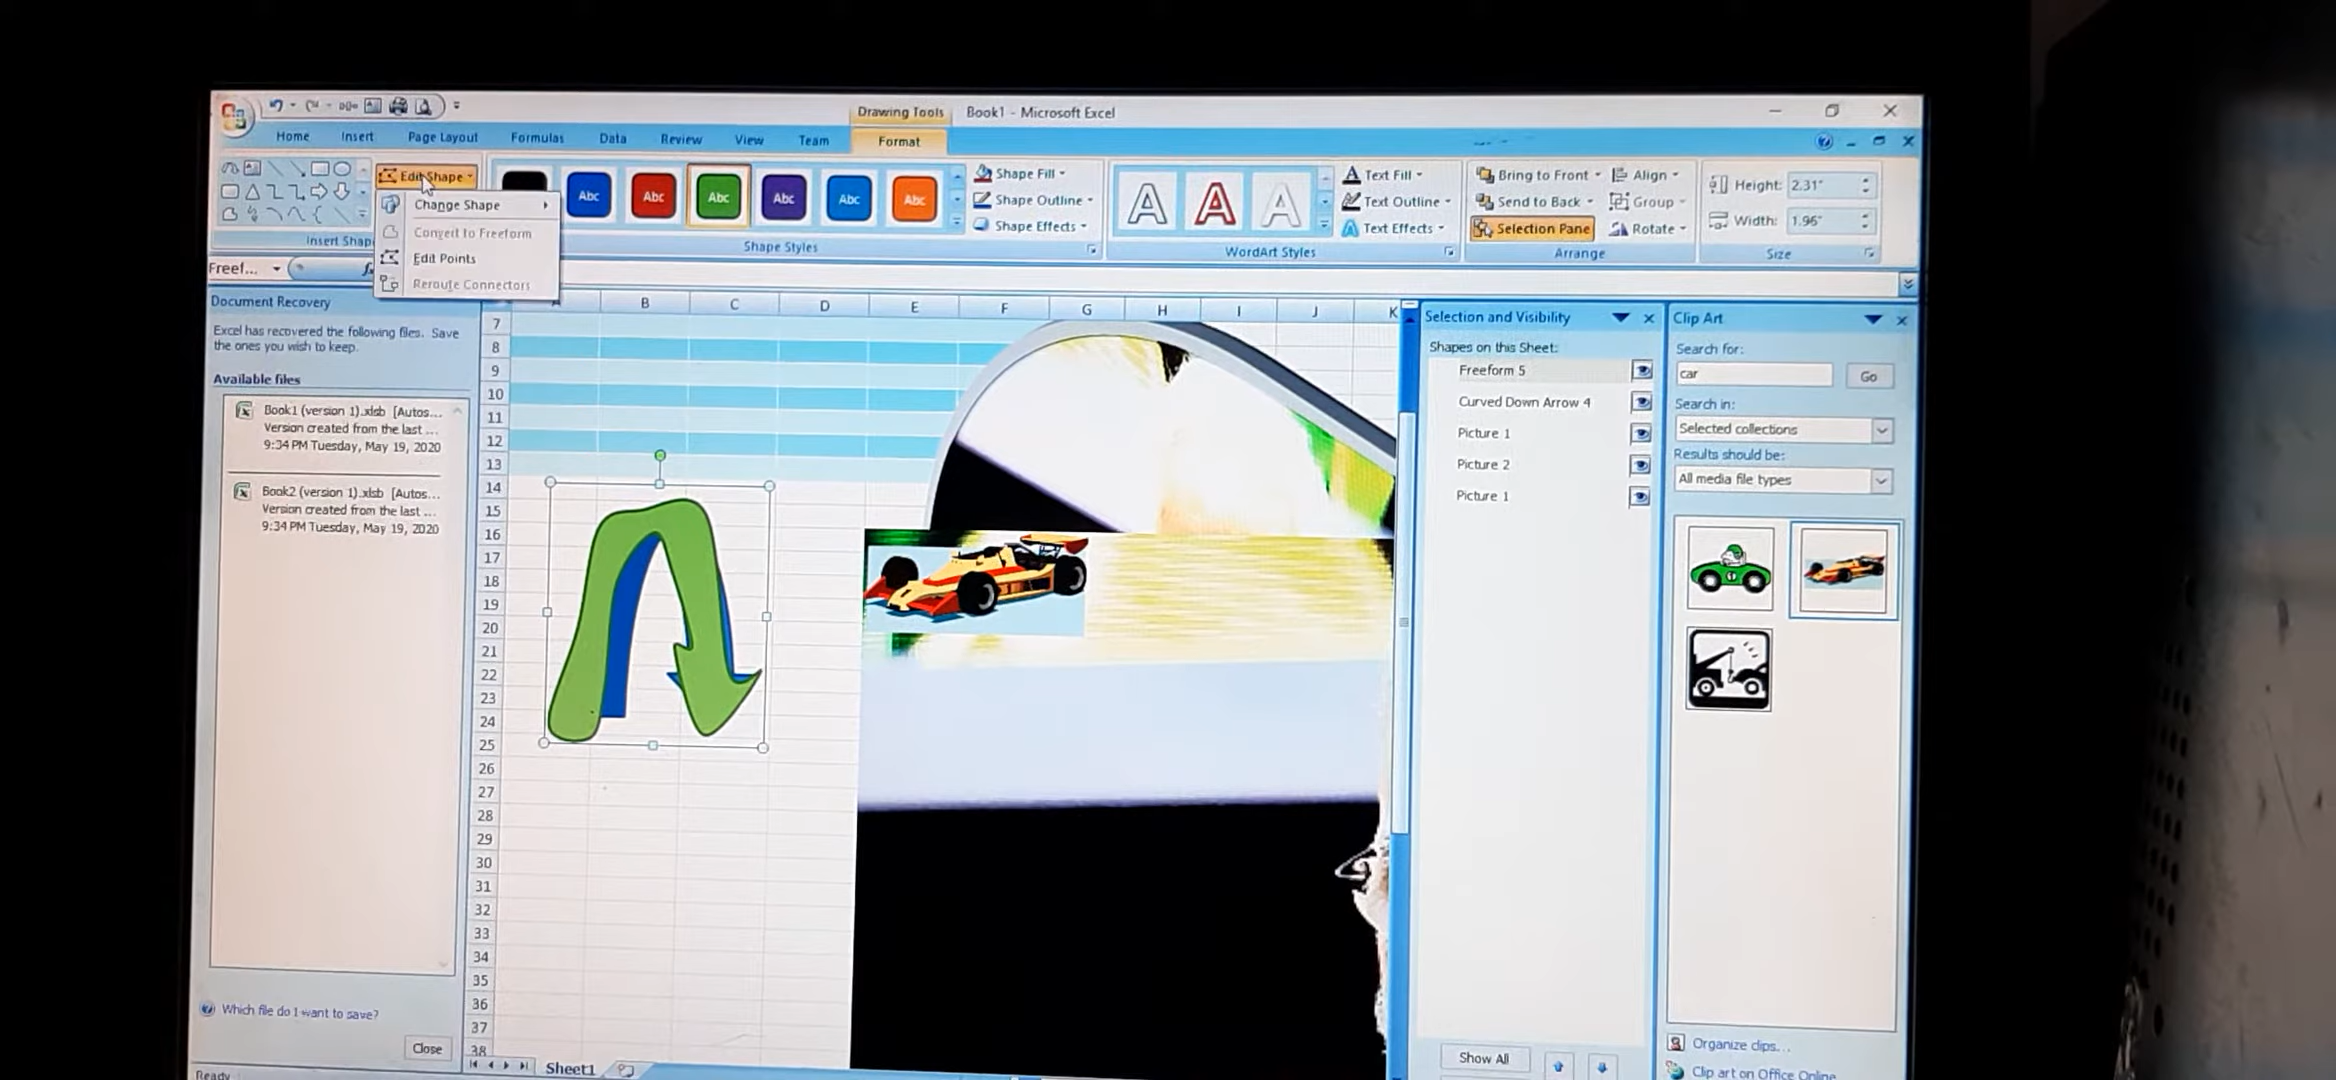 Drawing Tools
Book1 - Microsoft Excel
Home Insert Page Layout Formulas Data Review View Team Format
Edit Shape
Change Shape
Convert to Freeform
Edit Points
Reroute Connectors
Abc Abc Abc Abc Abc Abc
Shape Fill
Shape Outline
Shape Effects
Shape Styles
A A A
Text Fill
Text Outline
Text Effects
WordArt Styles
Bring to Front
Send to Back
Selection Pane
Align
Group
Rotate
Arrange
Height: 2.31"
Width: 1.96"
Size
Insert Shap
Freef...
Document Recovery
Excel has recovered the following files. Save
the ones you wish to keep.
Available files
Book1 (version 1).xlsb [Autos...
Version created from the last ...
9:34 PM Tuesday, May 19, 2020
Book2 (version 1).xlsb [Autos...
Version created from the last ...
9:34 PM Tuesday, May 19, 2020
Which file do I want to save?
Close
Ready
B C D E F G H I J K
7
8
9
10
11
12
13
14
15
16
17
18
19
20
21
22
23
24
25
26
27
28
29
30
31
32
33
34
35
36
37
38
Sheet1
Selection and Visibility
Shapes on this Sheet:
Freeform 5
Curved Down Arrow 4
Picture 1
Picture 2
Picture 1
Show All
Clip Art
Search for:
car
Go
Search in:
Selected collections
Results should be:
All media file types
Organize clips...
Clip art on Office Online